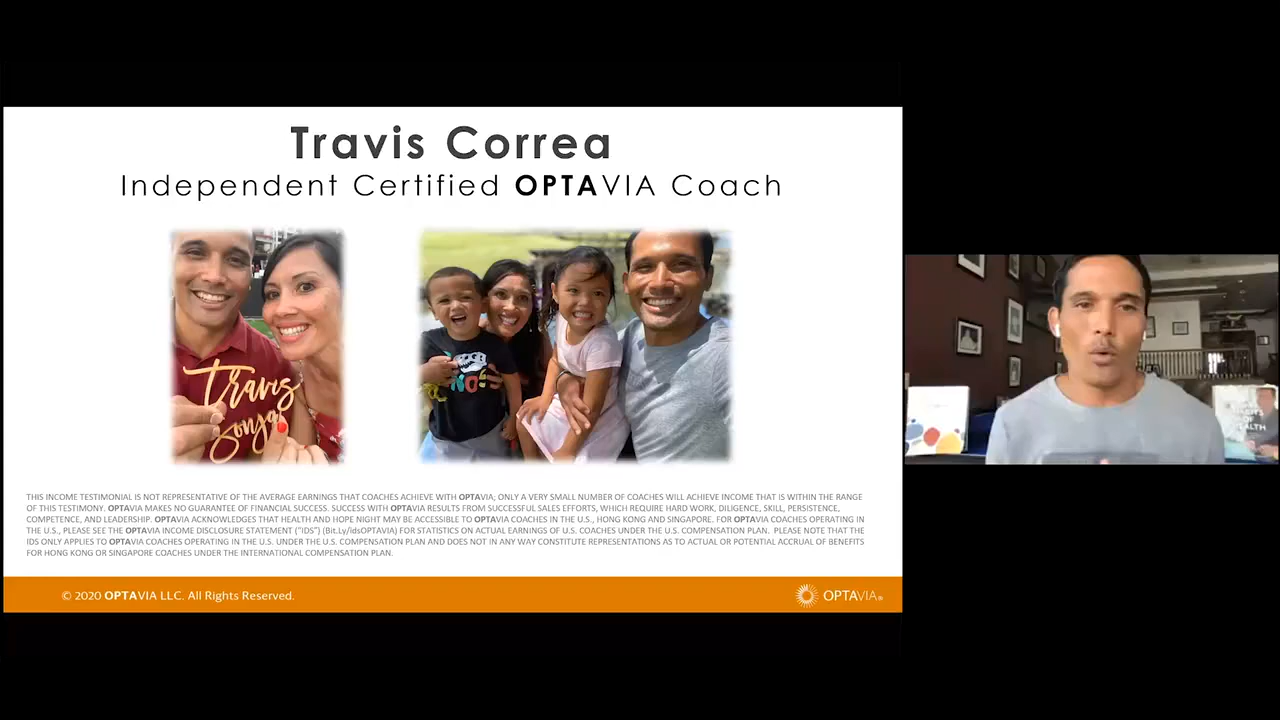 Travis Correa
Independent Certified OPTAVIA Coach
travis
sonja
THIS INCOME TESTIMONIAL IS NOT REPRESENTATIVE OF THE AVERAGE EARNINGS THAT COACHES ACHIEVE WITH OPTAVIA; ONLY A VERY SMALL NUMBER OF COACHES WILL ACHIEVE INCOME THAT IS WITHIN THE RANGE
OF THIS TESTIMONY. OPTAVIA MAKES NO GUARANTEE OF FINANCIAL SUCCESS. SUCCESS WITH OPTAVIA RESULTS FROM SUCCESSFUL SALES EFFORTS, WHICH REQUIRE HARD WORK, DILIGENCE, SKILL, PERSISTENCE,
COMPETENCE, AND LEADERSHIP. OPTAVIA ACKNOWLEDGES THAT HEALTH AND HOPE NIGHT MAY BE ACCESSIBLE TO OPTAVIA COACHES IN THE U.S., HONG KONG AND SINGAPORE. FOR OPTAVIA COACHES OPERATING IN
THE U.S., PLEASE SEE THE OPTAVIA INCOME DISCLOSURE STATEMENT ("IDS") (Bit.Ly/idsOPTAVIA) FOR STATISTICS ON ACTUAL EARNINGS OF U.S. COACHES UNDER THE U.S. COMPENSATION PLAN. PLEASE NOTE THAT THE
IDS ONLY APPLIES TO OPTAVIA COACHES OPERATING IN THE U.S. UNDER THE U.S. COMPENSATION PLAN AND DOES NOT IN ANY WAY CONSTITUTE REPRESENTATIONS AS TO ACTUAL OR POTENTIAL ACCRUAL OF BENEFITS
FOR HONG KONG OR SINGAPORE COACHES UNDER THE INTERNATIONAL COMPENSATION PLAN.
© 2020 OPTAVIA LLC. All Rights Reserved.
OPTAVIA
HABITS
OF
HEALTH